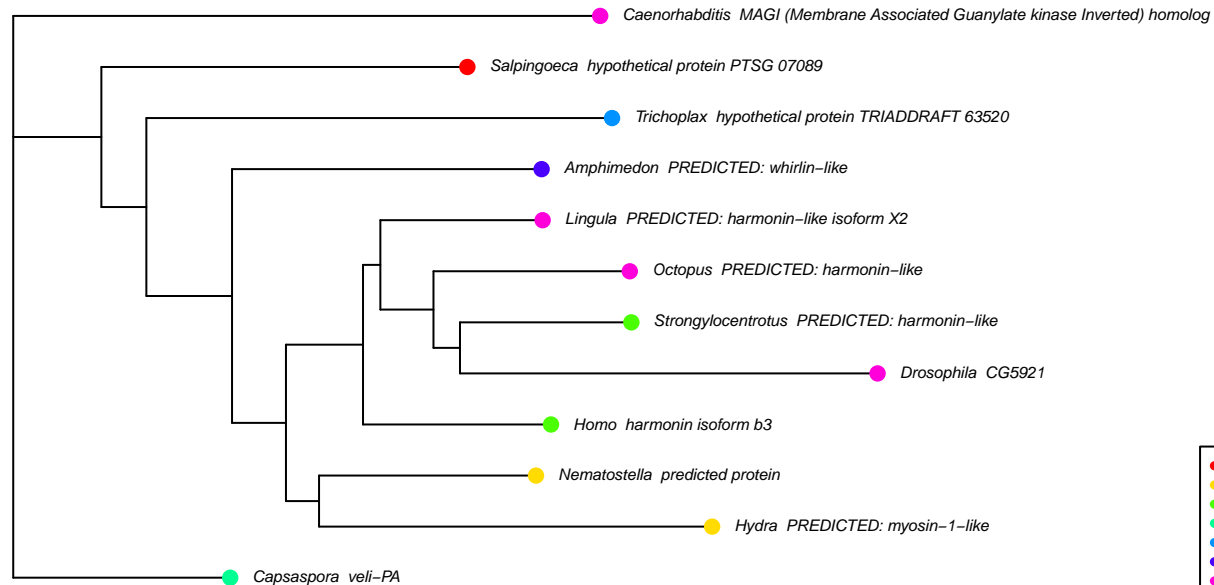 Caenorhabditis MAGI (Membrane Associated Guanylate kinase Inverted) homolog
Salpingoeca hypothetical protein PTSG 07089
Trichoplax hypothetical protein TRIADDRAFT 63520
Amphimedon PREDICTED: whirlin−like
Lingula PREDICTED: harmonin−like isoform X2
Octopus PREDICTED: harmonin−like
Strongylocentrotus PREDICTED: harmonin−like
Drosophila CG5921
Homo harmonin isoform b3
Nematostella predicted protein
Hydra PREDICTED: myosin−1−like
Capsaspora veli−PA